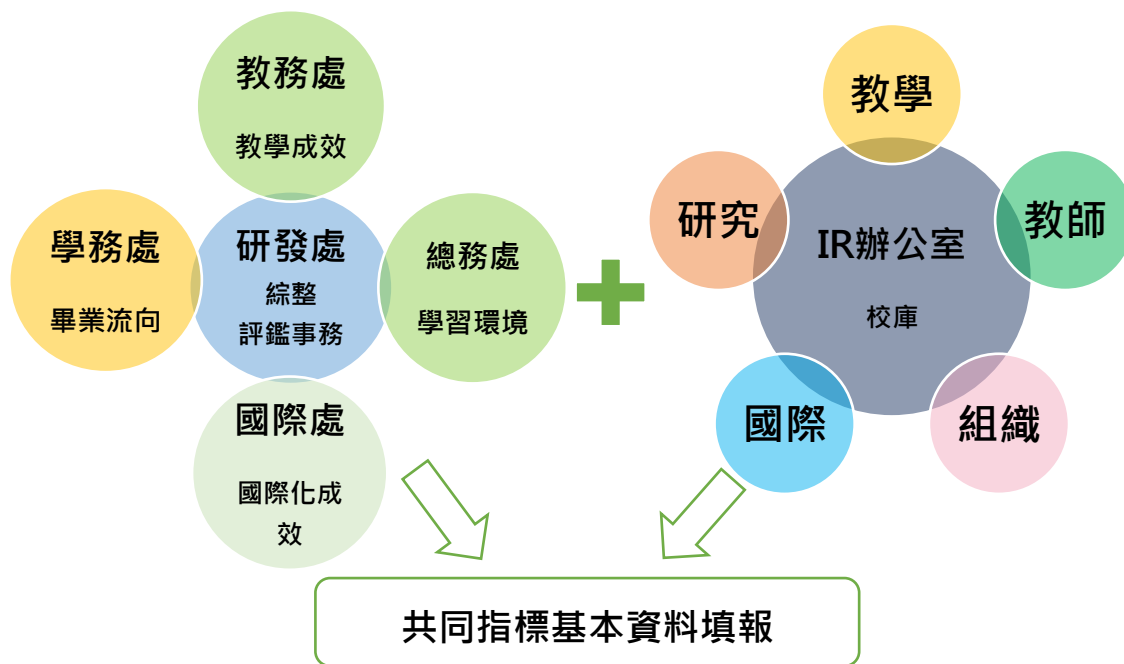 教務處
教學成效
學務處
畢業流向
研發處
綜整
評鑑事務
總務處
學習環境
國際處
國際化成
效
教學
研究
教師
IR辦公室
校庫
國際
組織
共同指標基本資料填報